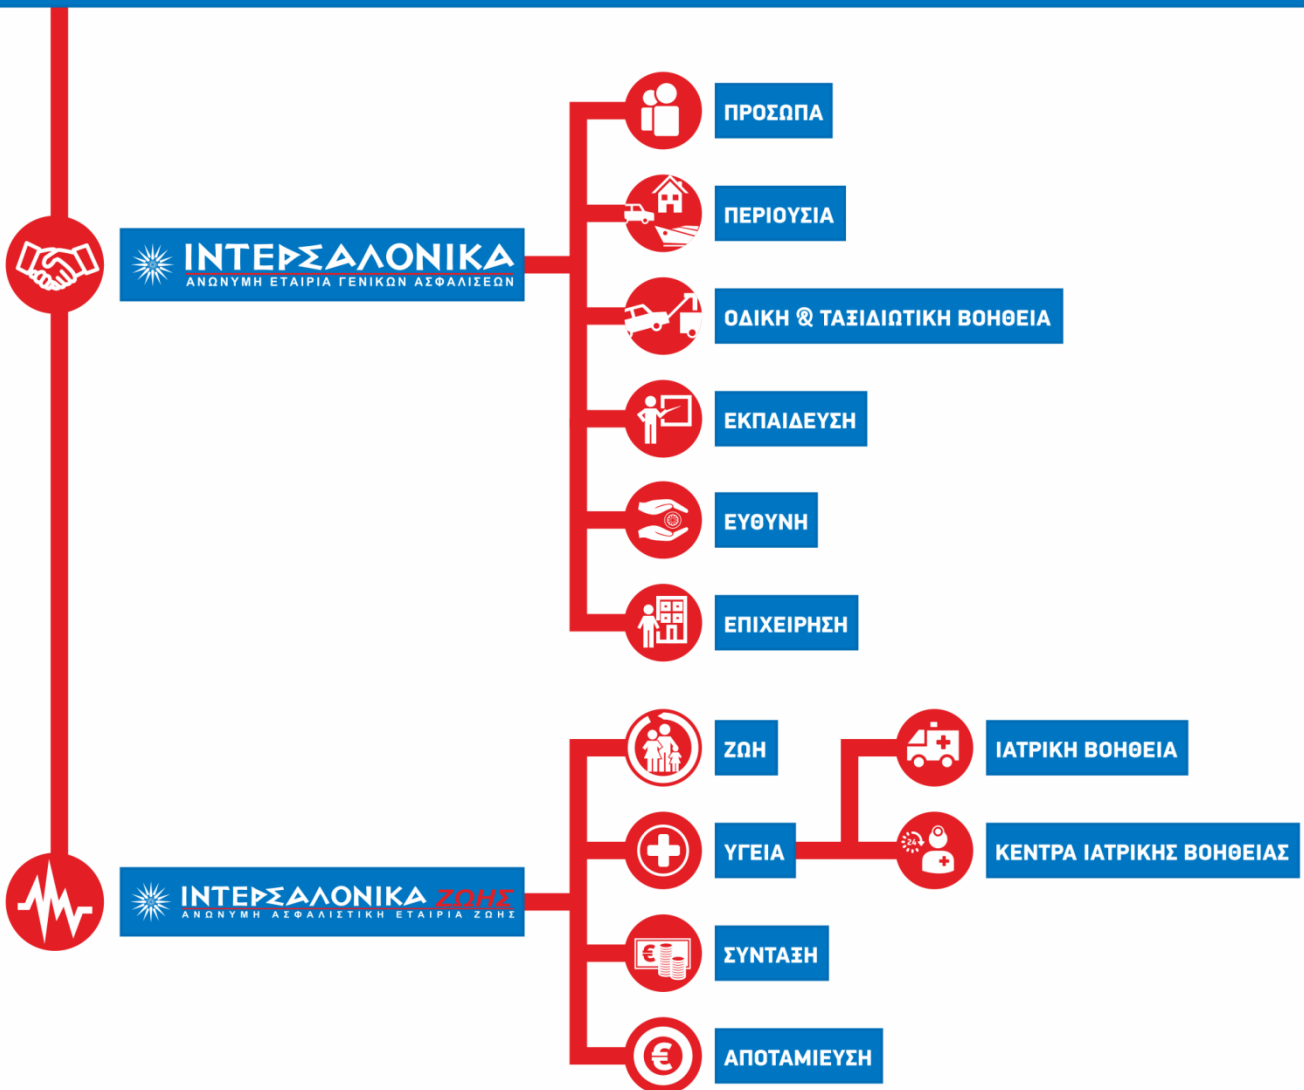 ΠΡΟΣΩΠΑ
ΠΕΡΙΟΥΣΙΑ
ΙΝΤΕΡΣΑΛΟΝΙΚΑ
ΑΝΩΝΥΜΗ ΕΤΑΙΡΙΑ ΓΕΝΙΚΩΝ ΑΣΦΑΛΙΣΕΩΝ
ΟΔΙΚΗ & ΤΑΞΙΔΙΩΤΙΚΗ ΒΟΗΘΕΙΑ
ΕΚΠΑΙΔΕΥΣΗ
ΕΥΘΥΝΗ
ΕΠΙΧΕΙΡΗΣΗ
ΖΩΗ
ΙΑΤΡΙΚΗ ΒΟΗΘΕΙΑ
ΥΓΕΙΑ
24
ΚΕΝΤΡΑ ΙΑΤΡΙΚΗΣ ΒΟΗΘΕΙΑΣ
ΙΝΤΕΡΣΑΛΟΝΙΚΑ ΖΩΗΣ
ΑΝΩΝΥΜΗ ΑΣΦΑΛΙΣΤΙΚΗ ΕΤΑΙΡΙΑ ΖΩΗΣ
€
ΣΥΝΤΑΞΗ
€
ΑΠΟΤΑΜΙΕΥΣΗ